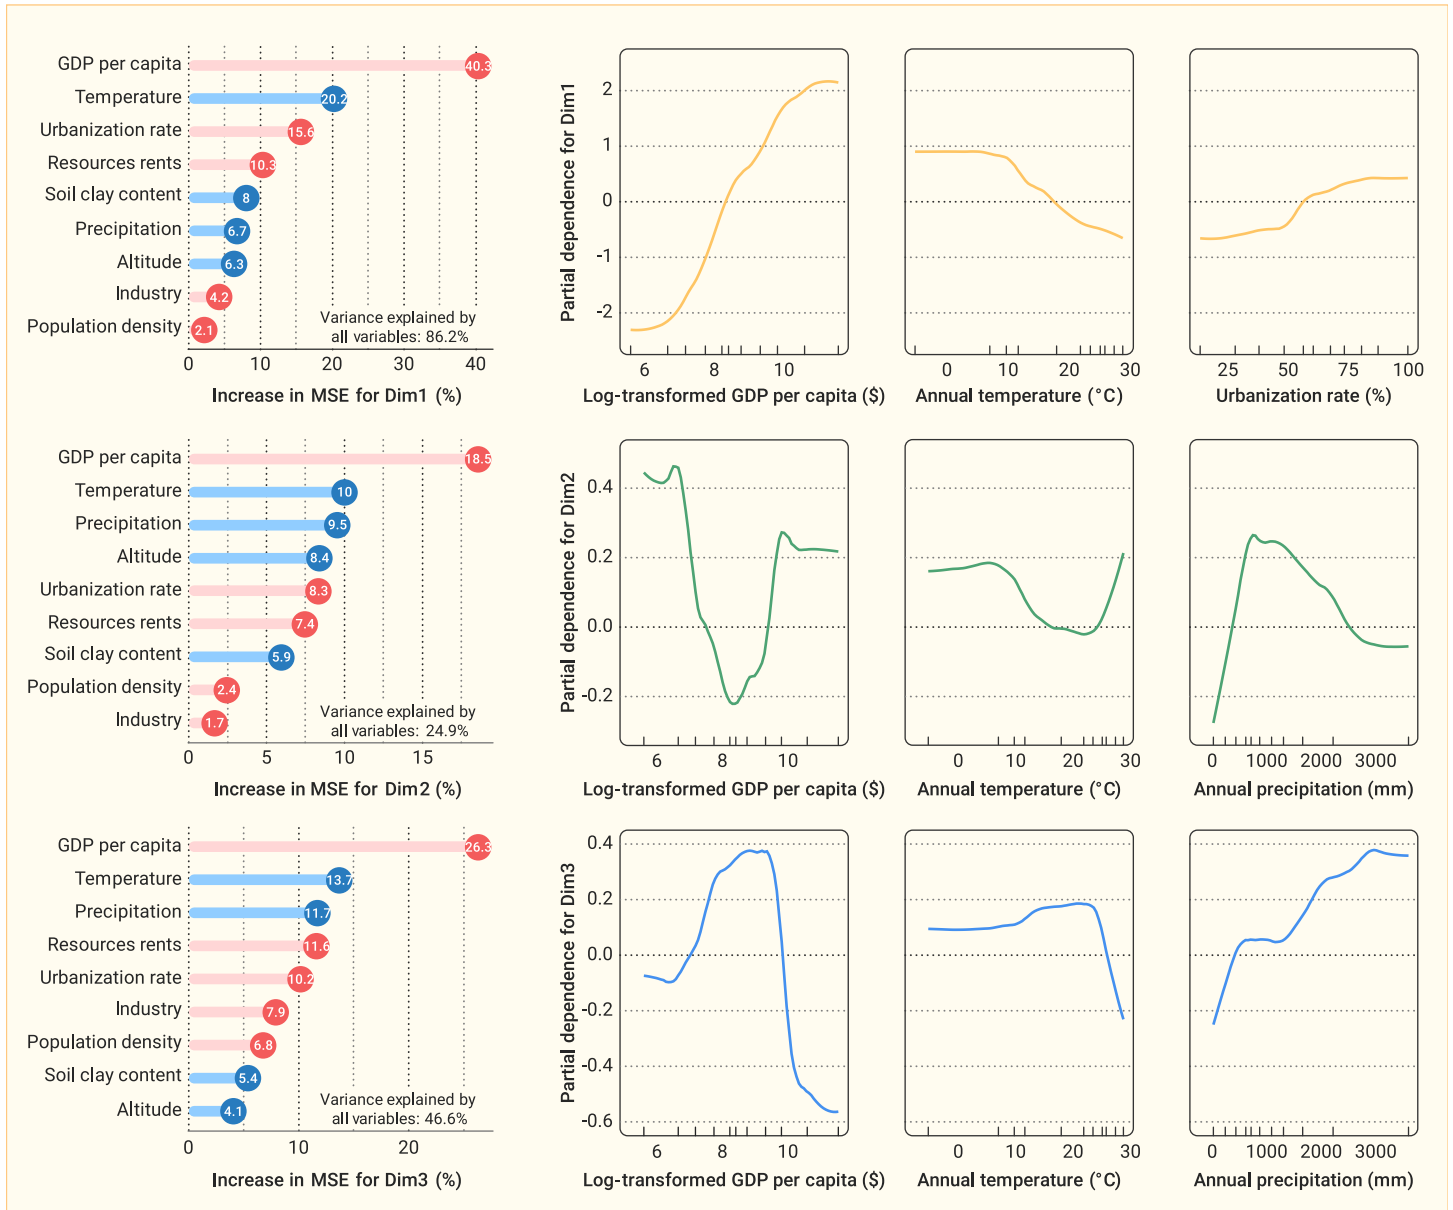 GDP per capita 40.3
Temperature 20.2
Urbanization rate 15.6
Resources rents 10.3
Soil clay content 8
Precipitation 6.7
Altitude 6.3
Industry 4.2
Population density 2.1
Variance explained by
all variables: 86.2%
0 10 20 30 40
Increase in MSE for Dim1 (%)
Partial dependence for Dim1
2
1
0
-1
-2
6 8 10
Log-transformed GDP per capita ($)
0 10 20 30
Annual temperature (°C)
25 50 75 100
Urbanization rate (%)
GDP per capita 18.5
Temperature 10
Precipitation 9.5
Altitude 8.4
Urbanization rate 8.3
Resources rents 7.4
Soil clay content 5.9
Population density 2.4
Industry 1.7
Variance explained by
all variables: 24.9%
0 5 10 15
Increase in MSE for Dim2 (%)
Partial dependence for Dim2
0.4
0.2
0.0
-0.2
6 8 10
Log-transformed GDP per capita ($)
0 10 20 30
Annual temperature (°C)
0 1000 2000 3000
Annual precipitation (mm)
GDP per capita 26.3
Temperature 13.7
Precipitation 11.7
Resources rents 11.6
Urbanization rate 10.2
Industry 7.9
Population density 6.8
Soil clay content 5.4
Altitude 4.1
Variance explained by
all variables: 46.6%
0 10 20
Increase in MSE for Dim3 (%)
Partial dependence for Dim3
0.4
0.2
0.0
-0.2
-0.4
-0.6
6 8 10
Log-transformed GDP per capita ($)
0 10 20 30
Annual temperature (°C)
0 1000 2000 3000
Annual precipitation (mm)